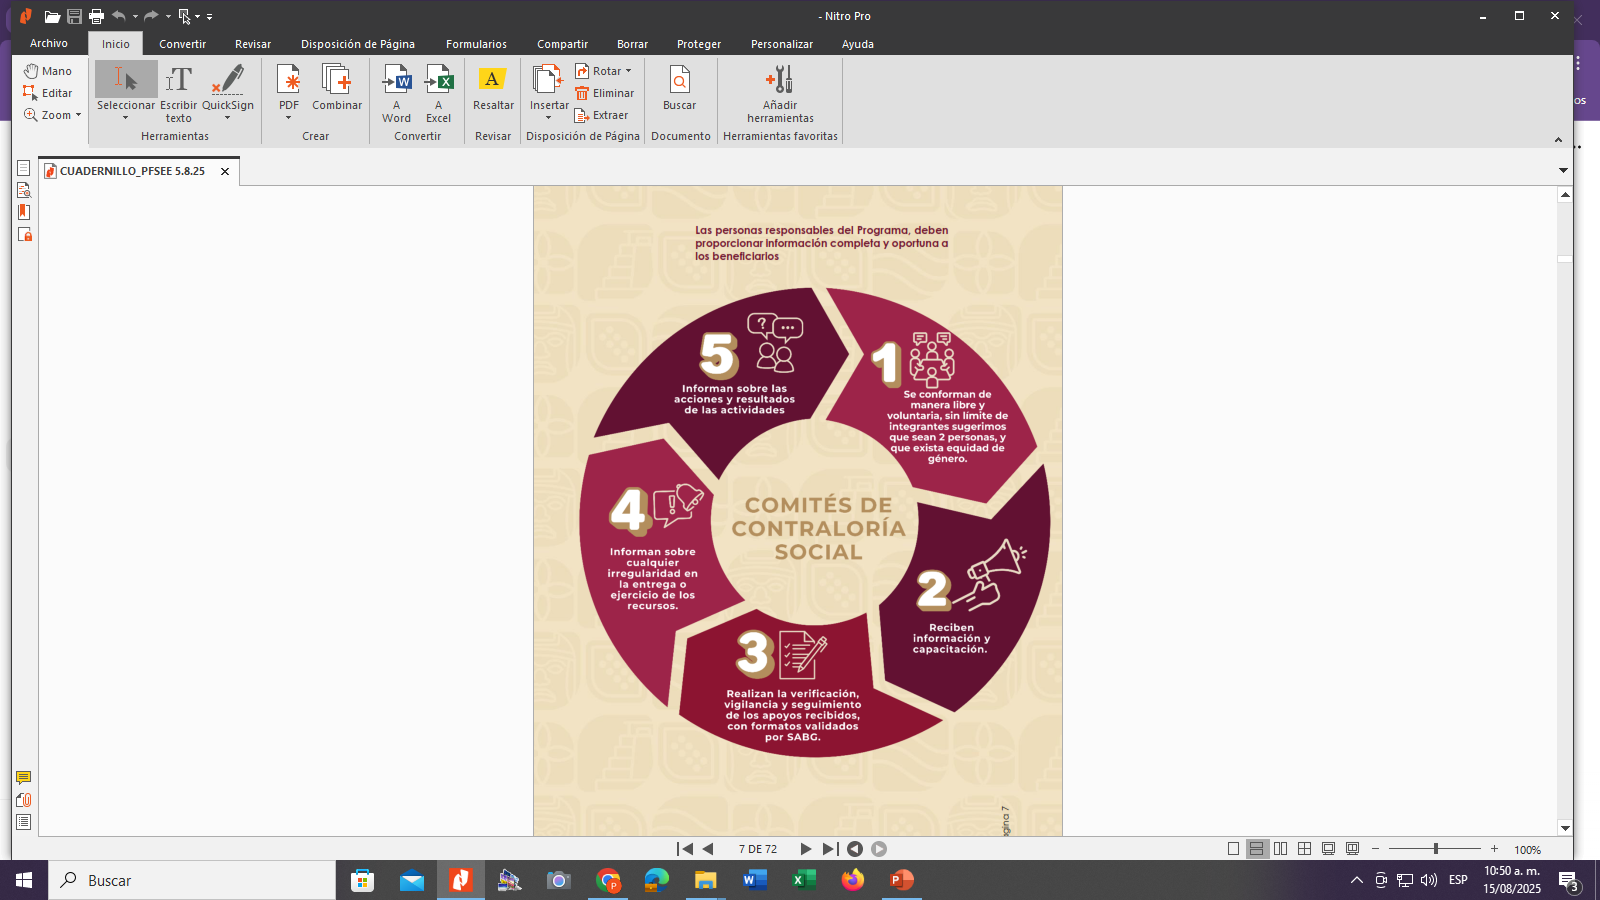 - Nitro Pro
Archivo
Inicio
Convertir
Revisar
Disposición de Página
Formularios
Compartir
Borrar
Proteger
Personalizar
Ayuda
Mano
Editar
Zoom
Seleccionar
Escribir texto
QuickSign
Herramientas
PDF
Combinar
Crear
A Word
A Excel
Convertir
Resaltar
Revisar
Insertar
Rotar
Eliminar
Extraer
Disposición de Página
Buscar
Documento
Añadir herramientas
Herramientas favoritas
os
CUADERNILLO_PFSEE 5.8.25
Las personas responsables del Programa, deben
proporcionar información completa y oportuna a
los beneficiarios
1
Se conforman de
manera libre y
voluntaria, sin límite de
integrantes sugerimos
que sean 2 personas, y
que exista equidad de
género.
2
Reciben
información y
capacitación.
3
Realizan la verificación,
vigilancia y seguimiento
de los apoyos recibidos,
con formatos validados
por SABG.
4
Informan sobre
cualquier
irregularidad en
la entrega o
ejercicio de los
recursos.
5
Informan sobre las
acciones y resultados
de las actividades
COMITÉS DE
CONTRALORÍA
SOCIAL
gina 7
7 DE 72
100%
Buscar
ESP
10:50 a. m.
15/08/2025
3